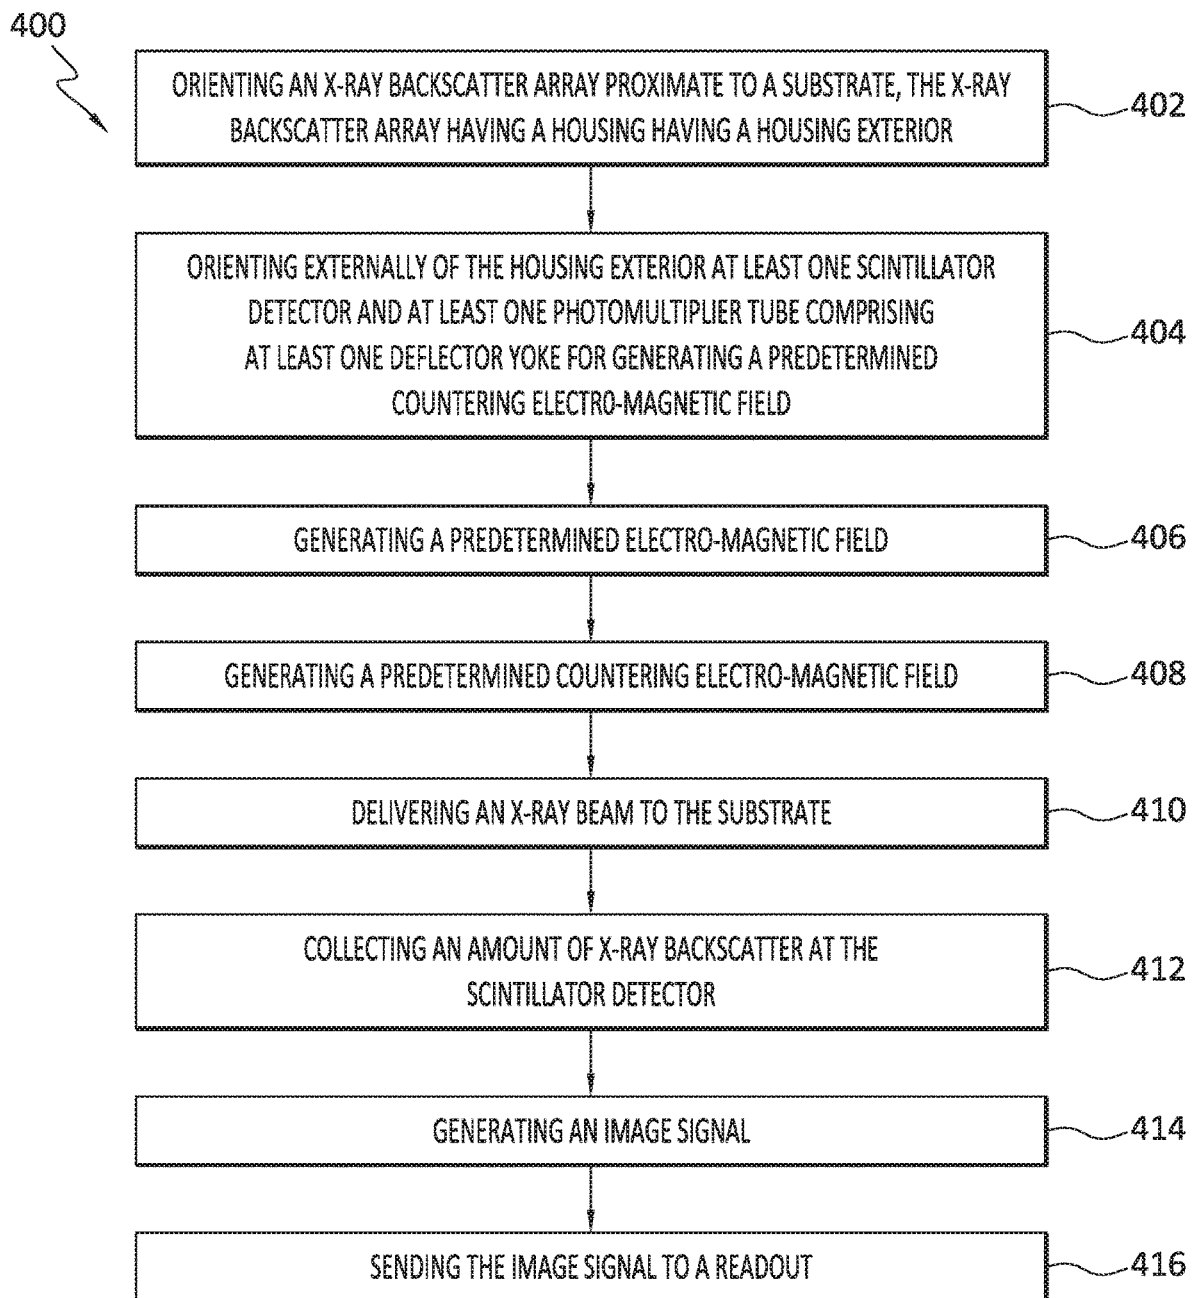 400
ORIENTING AN X-RAY BACKSCATTER ARRAY PROXIMATE TO A SUBSTRATE, THE X-RAY
BACKSCATTER ARRAY HAVING A HOUSING HAVING A HOUSING EXTERIOR
402
ORIENTING EXTERNALLY OF THE HOUSING EXTERIOR AT LEAST ONE SCINTILLATOR
DETECTOR AND AT LEAST ONE PHOTOMULTIPLIER TUBE COMPRISING
AT LEAST ONE DEFLECTOR YOKE FOR GENERATING A PREDETERMINED
COUNTERING ELECTR0-MAGNETIC FIELD
404
GENERATING A PREDETERMINED ELECTRO-MAGNETIC FIELD
406
GENERATING A PREDETERMINED COUNTERING ELECTRO-MAGNETIC FIELD
408
DELIVERING AN X-RAY BEAM TO THE SUBSTRATE
410
COLLECTING AN AMOUNT OF X-RAY BACKSCATTER AT THE
SCINTILLATOR DETECTOR
412
GENERATING AN IMAGE SIGNAL
414
SENDING THE IMAGE SIGNAL TO A READOUT
416